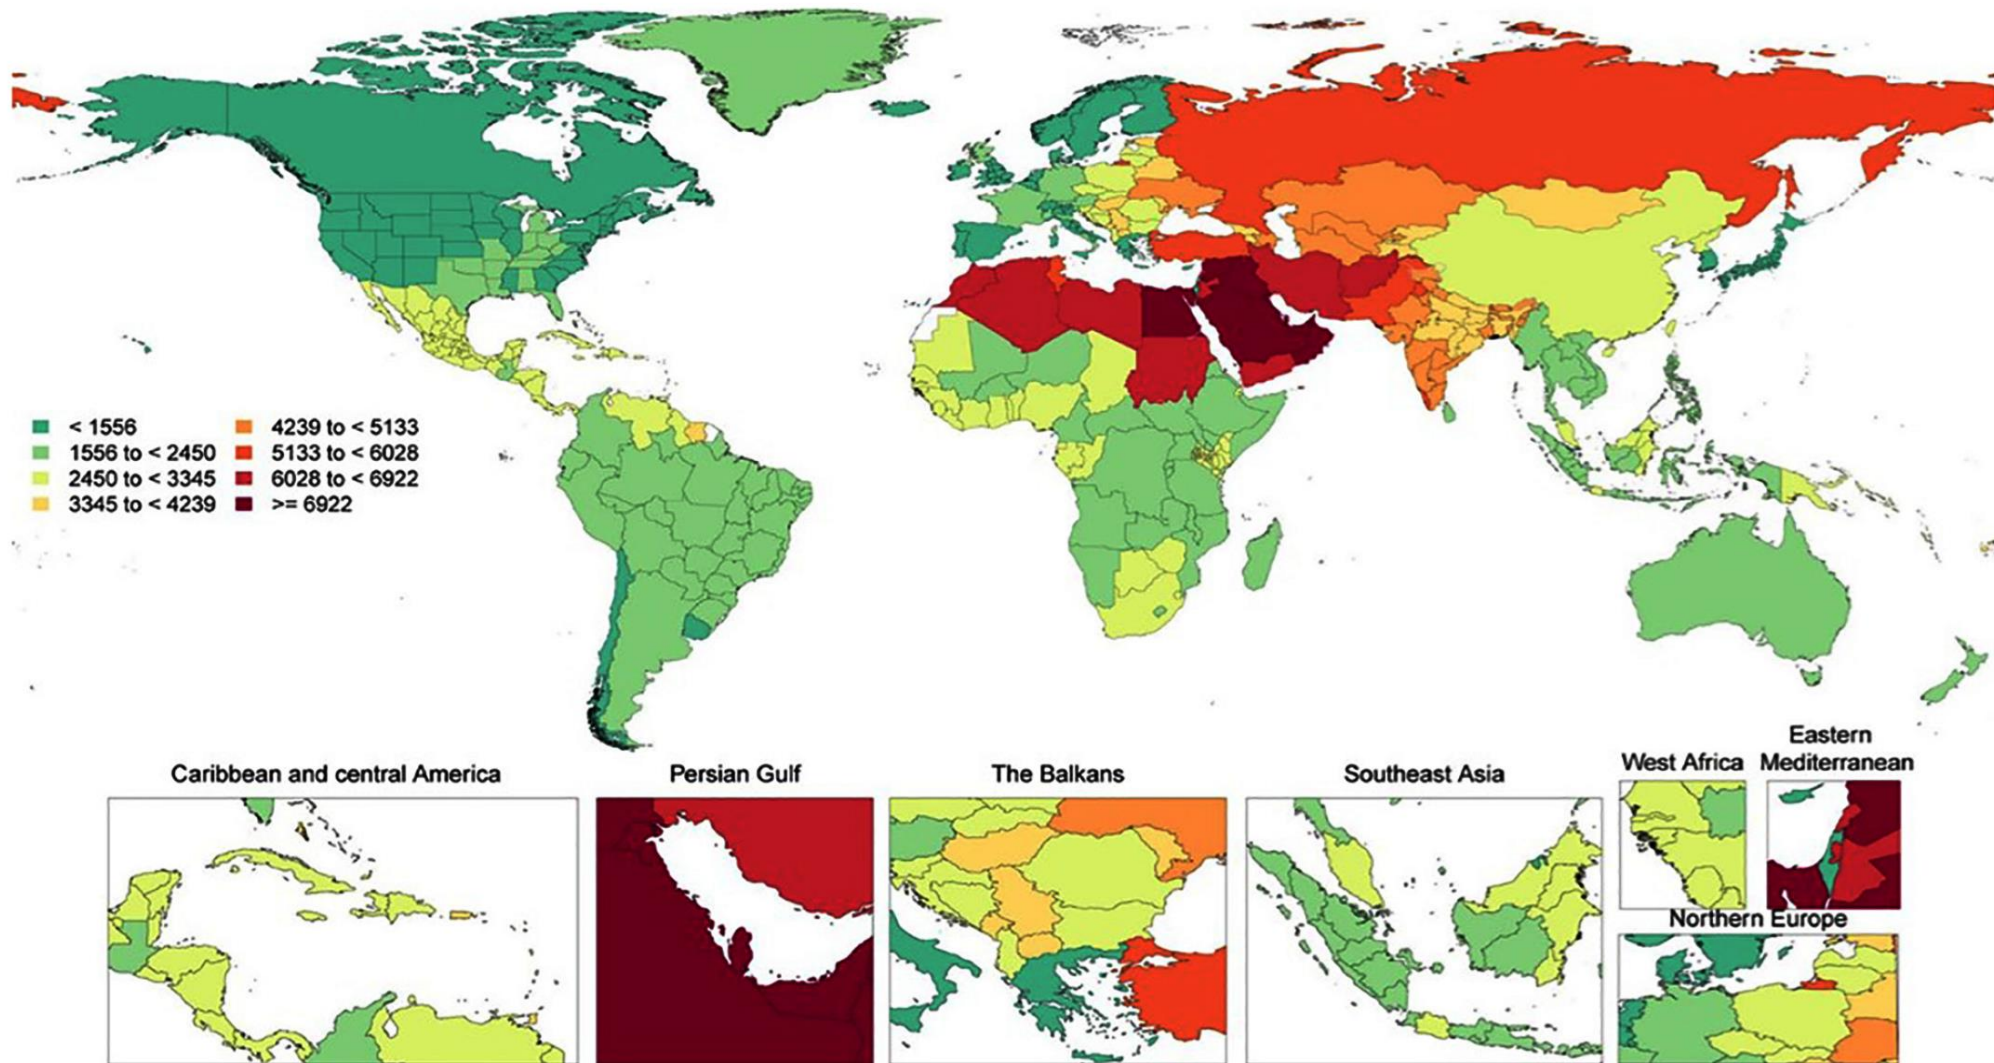 < 1556
1556 to < 2450
2450 to < 3345
3345 to < 4239
4239 to < 5133
5133 to < 6028
6028 to < 6922
>= 6922
Caribbean and central America
Persian Gulf
The Balkans
Southeast Asia
West Africa
Eastern
Mediterranean
Northern Europe